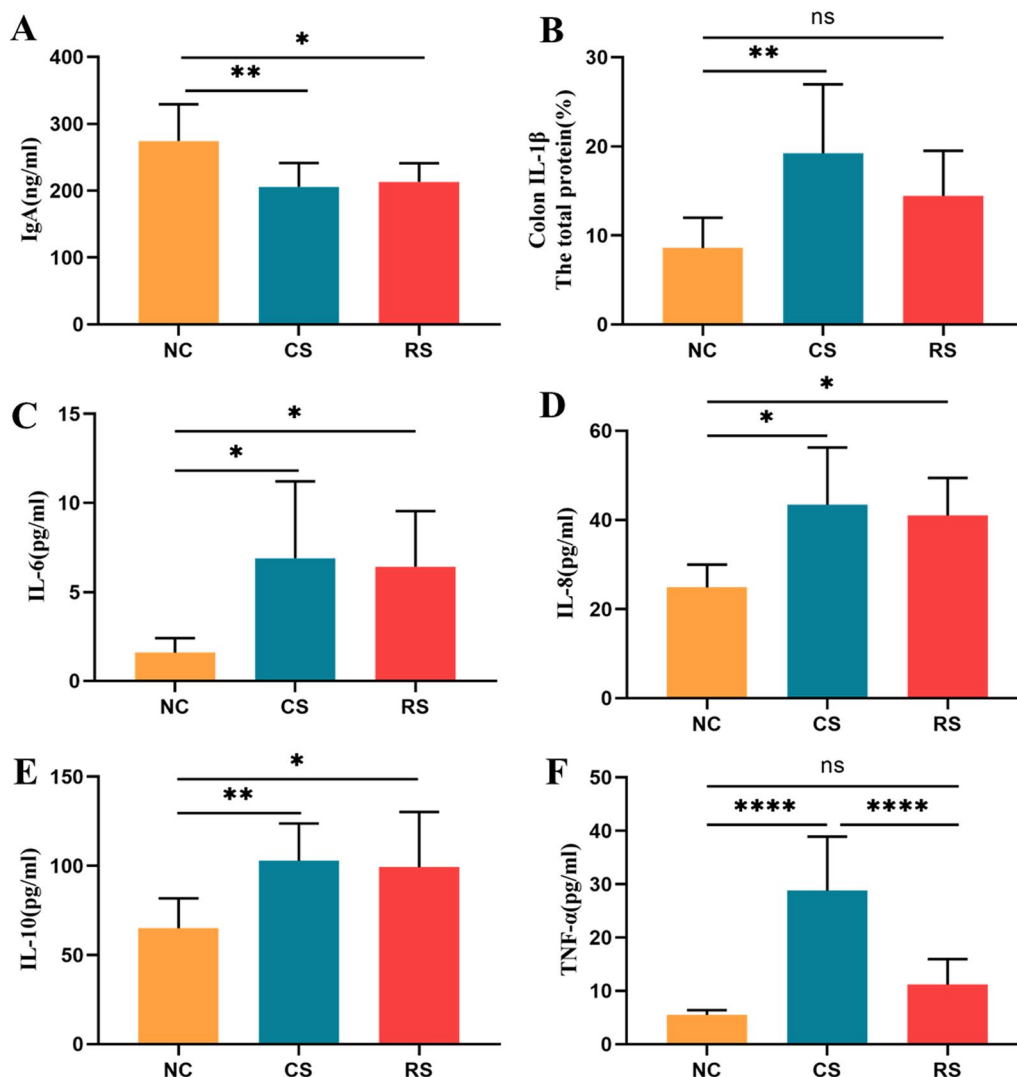 A
IgA(ng/ml)
400
300
200
100
0
*
**
NC CS RS
B
Colon IL-1β
The total protein(%)
30
20
10
0
ns
**
NC CS RS
C
IL-6(pg/ml)
15
10
5
0
*
*
NC CS RS
D
IL-8(pg/ml)
60
40
20
0
*
*
NC CS RS
E
IL-10(pg/ml)
150
100
50
0
*
**
NC CS RS
F
TNF-α(pg/ml)
50
40
30
20
10
0
ns
**** ****
NC CS RS